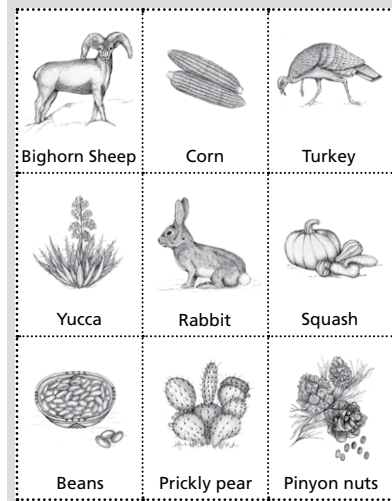 Bighorn Sheep
Corn
Turkey
Yucca
Rabbit
Squash
Beans
Prickly pear
Pinyon nuts